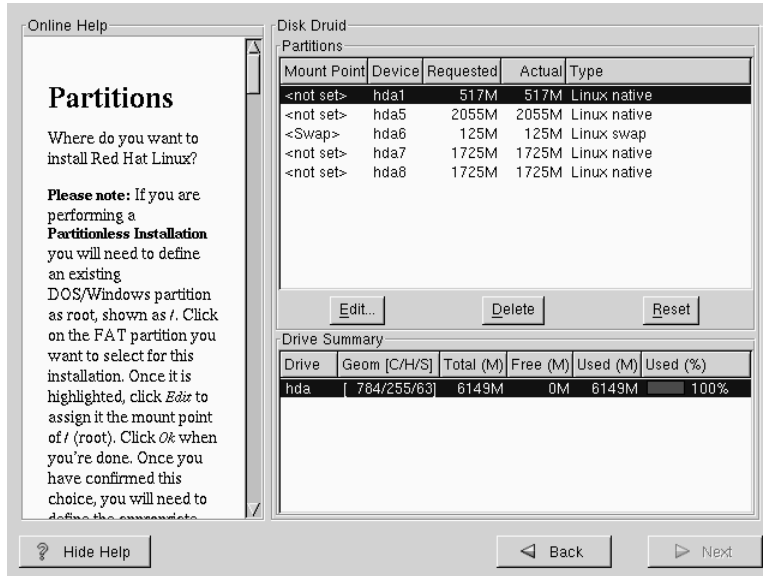 Online Help
Partitions
Where do you want to
install Red Hat Linux?
Please note: If you are
performing a
Partitionless Installation
you will need to define
an existing
DOS/Windows partition
as root, shown as /. Click
on the FAT partition you
want to select for this
installation. Once it is
highlighted, click Edit to
assign it the mount point
of / (root). Click Ok when
you're done. Once you
have confirmed this
choice, you will need to
define the appropriate
Disk Druid
Partitions
Mount Point Device Requested Actual Type
<not set> hda1 517M 517M Linux native
<not set> hda5 2055M 2055M Linux native
<Swap> hda6 125M 125M Linux swap
<not set> hda7 1725M 1725M Linux native
<not set> hda8 1725M 1725M Linux native
Edit... Delete Reset
Drive Summary
Drive Geom [C/H/S] Total (M) Free (M) Used (M) Used (%)
hda [ 784/255/63] 6149M 0M 6149M 100%
? Hide Help Back Next